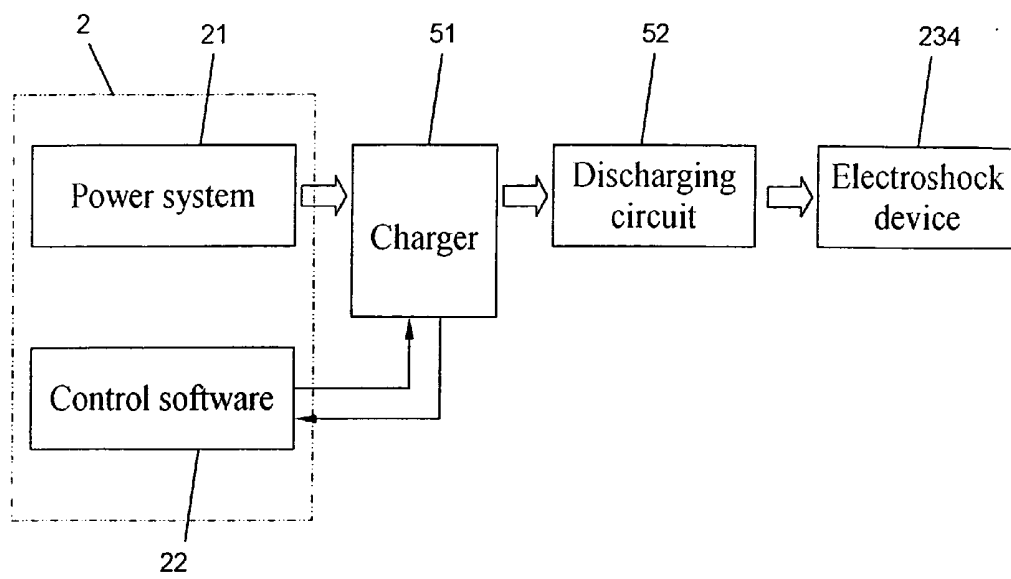 2
21
51
52
234
Power system
Charger
Discharging
circuit
Electroshock
device
Control software
22